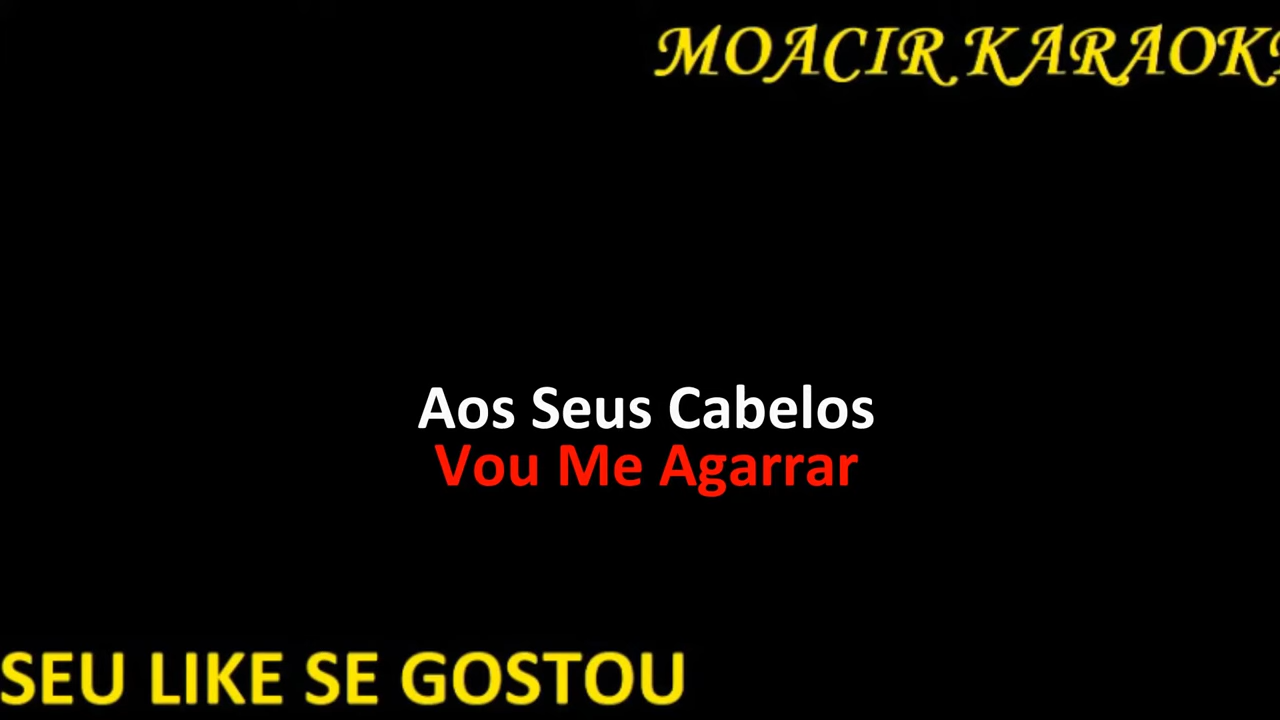 MOACIR KARAOK
Aos Seus Cabelos
Vou Me Agarrar
SEU LIKE SE GOSTOU